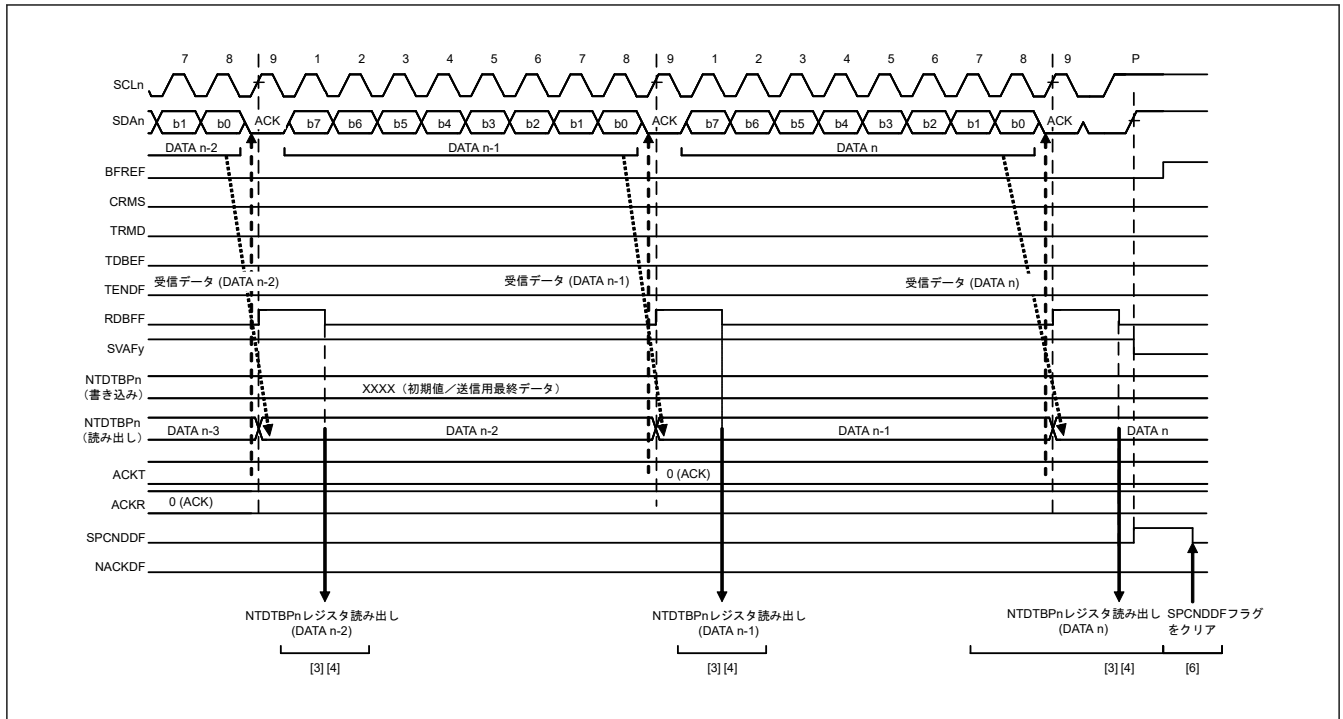 7 8 9 1 2 3 4 5 6 7 8 9 1 2 3 4 5 6 7 8 9 P
SCLn
SDAn b1 b0 ACK b7 b6 b5 b4 b3 b2 b1 b0 ACK b7 b6 b5 b4 b3 b2 b1 b0 ACK
DATA n-2 DATA n-1 DATA n
BFREF
CRMS
TRMD
TDBEF
受信データ (DATA n-2) 受信データ (DATA n-1) 受信データ (DATA n)
TENDF
RDBFF
SVAFy
NTDTBPn
(書き込み)
XXXX(初期値/送信用最終データ)
NTDTBPn
(読み出し)
DATA n-3 DATA n-2 DATA n-1 DATA n
ACKT 0 (ACK)
ACKR 0 (ACK)
SPCNDDF
NACKDF
NTDTBPnレジスタ読み出し
(DATA n-2)
NTDTBPnレジスタ読み出し
(DATA n-1)
NTDTBPnレジスタ読み出し
(DATA n)
SPCNDDFフラグ
をクリア
[3] [4] [3] [4] [3] [4] [6]